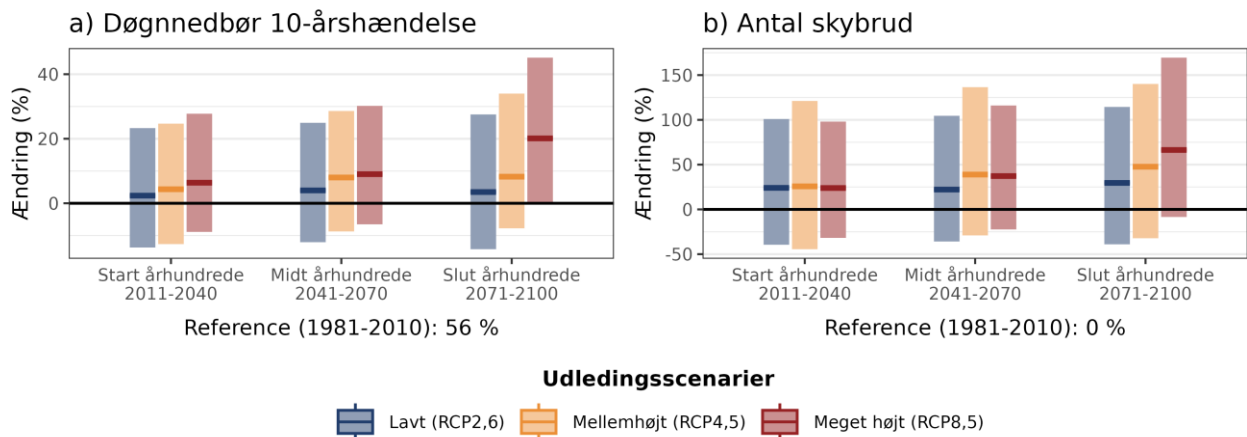 a) Døgnnedbør 10-årshændelse
Ændring (%)
40
20
0
Start århundrede
2011-2040
Midt århundrede
2041-2070
Slut århundrede
2071-2100
Reference (1981-2010): 56 %
b) Antal skybrud
Ændring (%)
150
100
50
0
-50
Start århundrede
2011-2040
Midt århundrede
2041-2070
Slut århundrede
2071-2100
Reference (1981-2010): 0 %
Udledingsscenarier
Lavt (RCP2,6)
Mellemhøjt (RCP4,5)
Meget højt (RCP8,5)